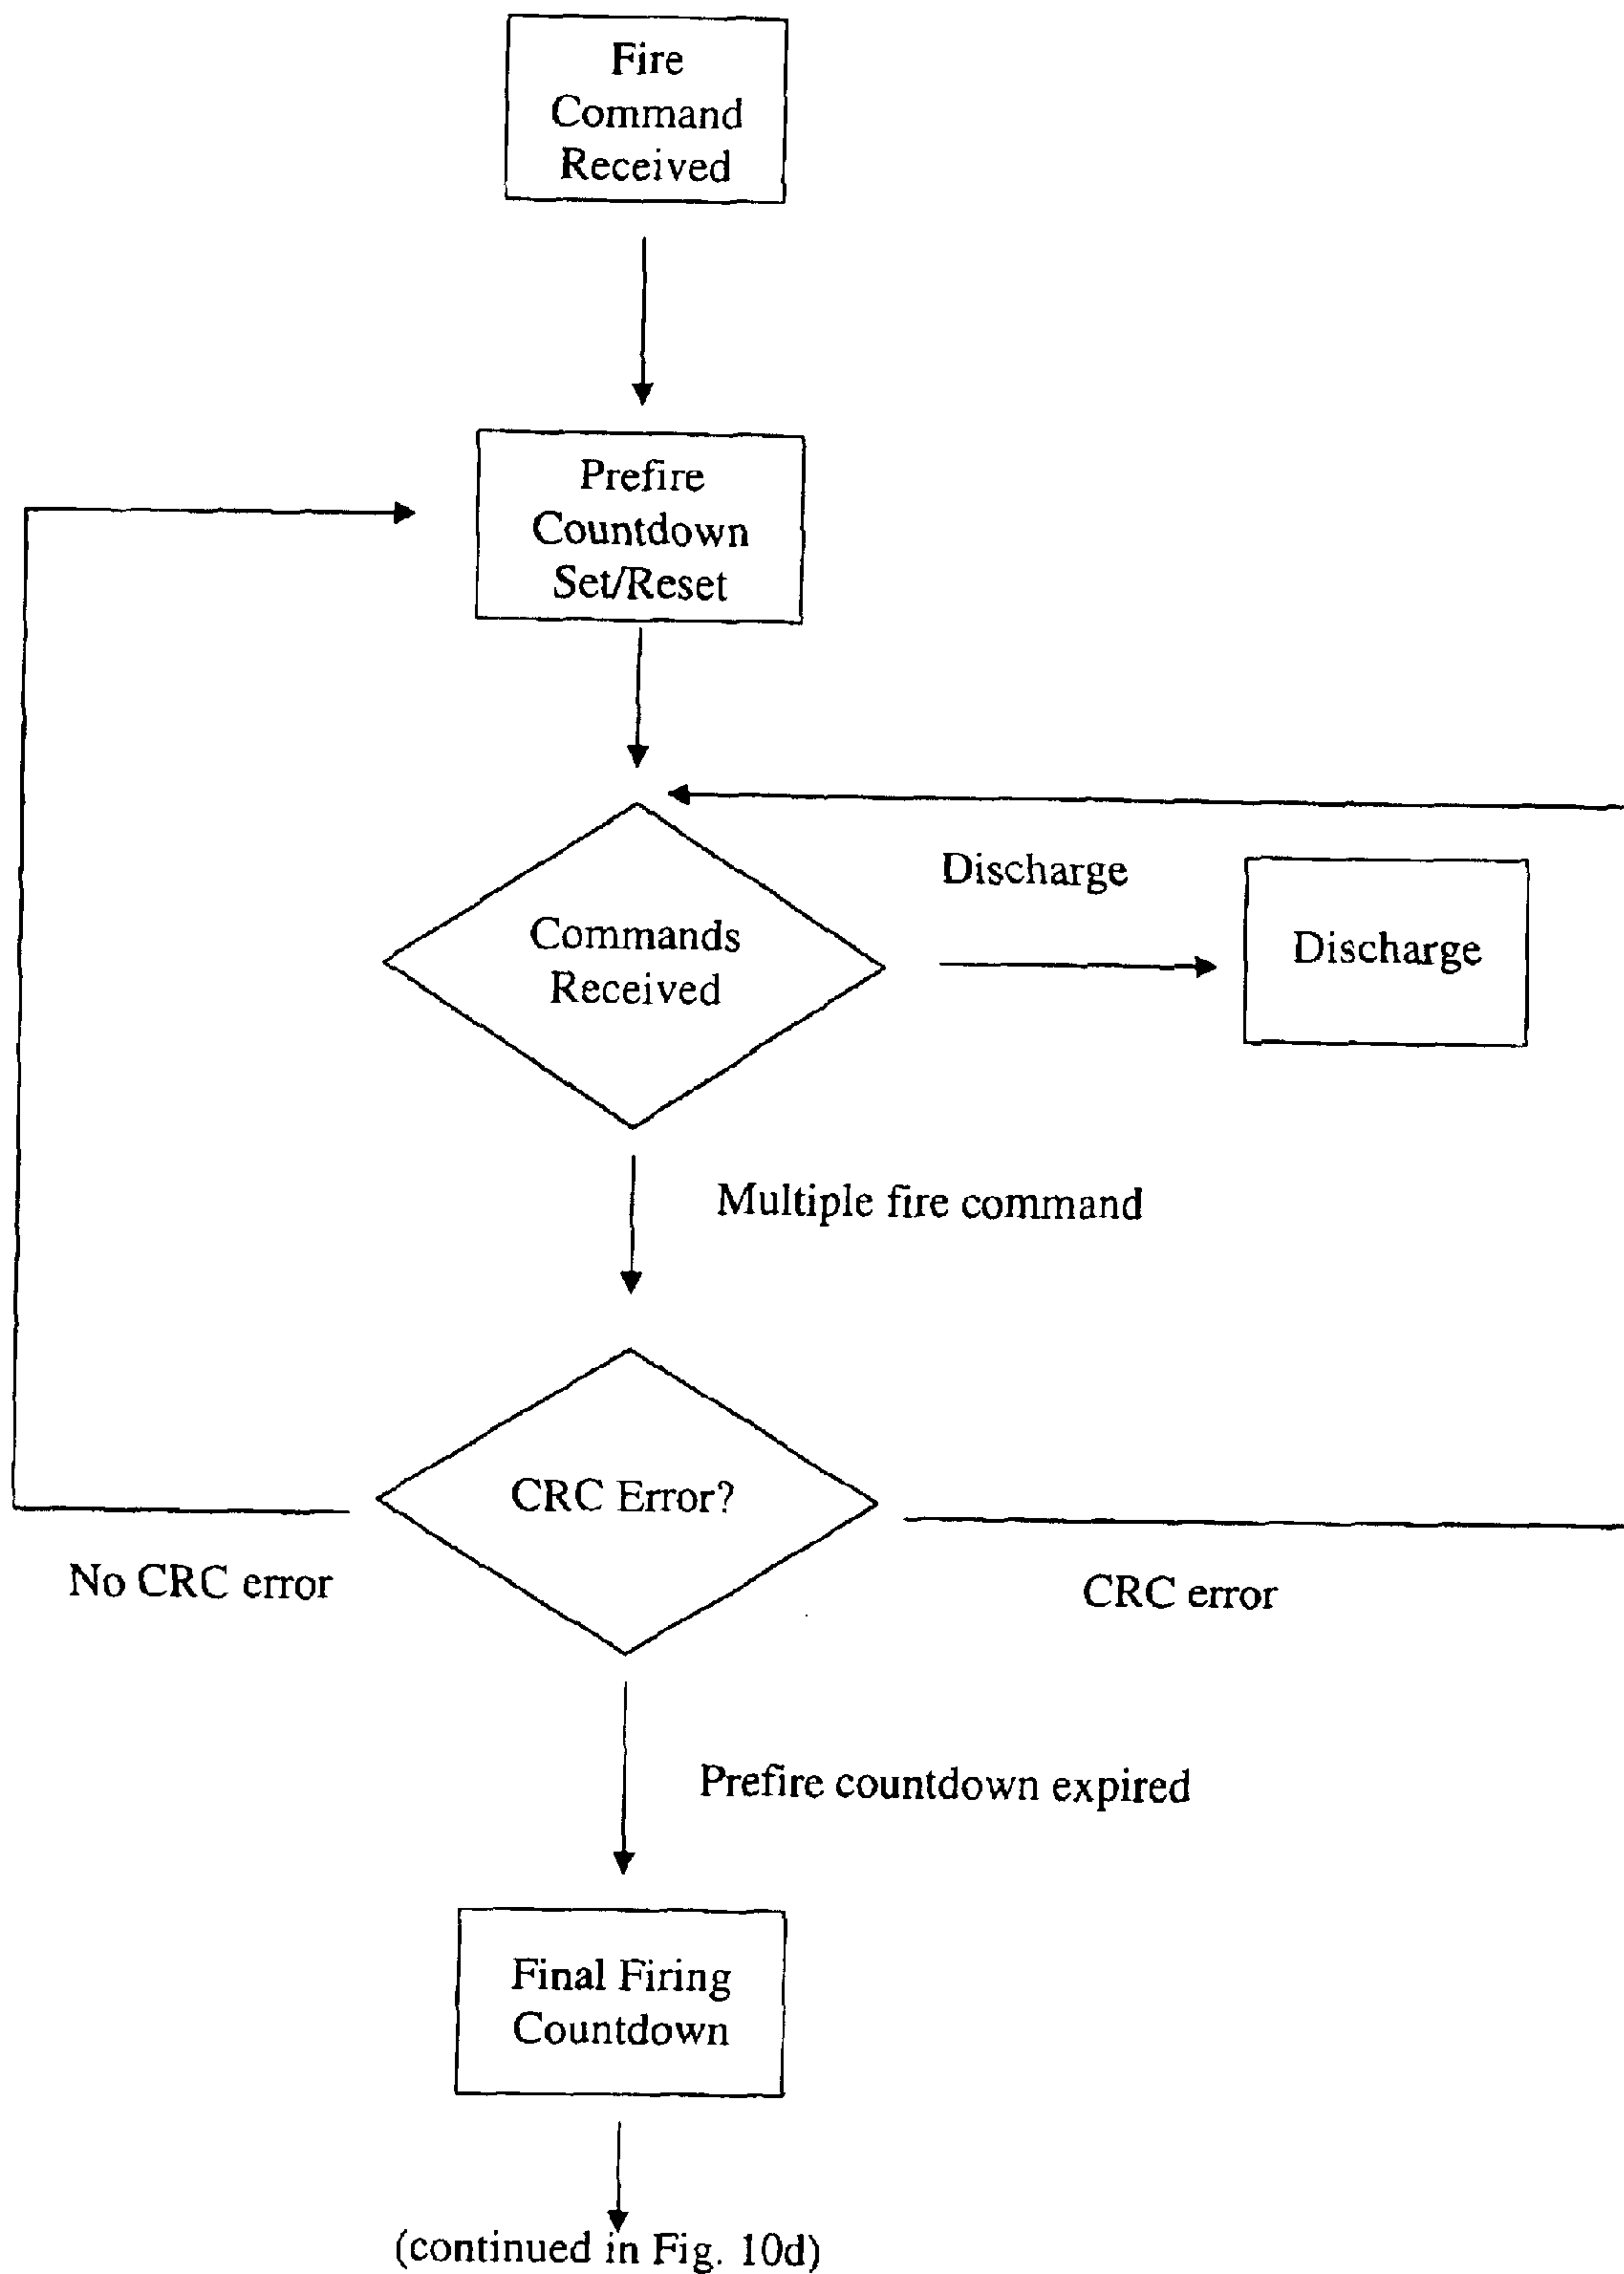 Fire
Command
Received
Prefire
Countdown
Set/Reset
Discharge
Commands
Received
Discharge
Multiple fire command
CRC Error?
No CRC error
CRC error
Prefire countdown expired
Final Firing
Countdown
(continued in Fig. 10d)